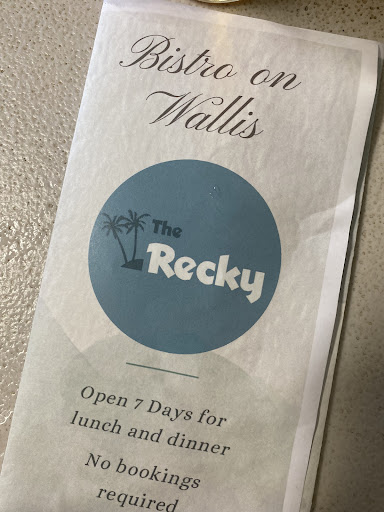 Bistro on
Wallis
The
Recky
Open 7 Days for
lunch and dinner
No bookings
required